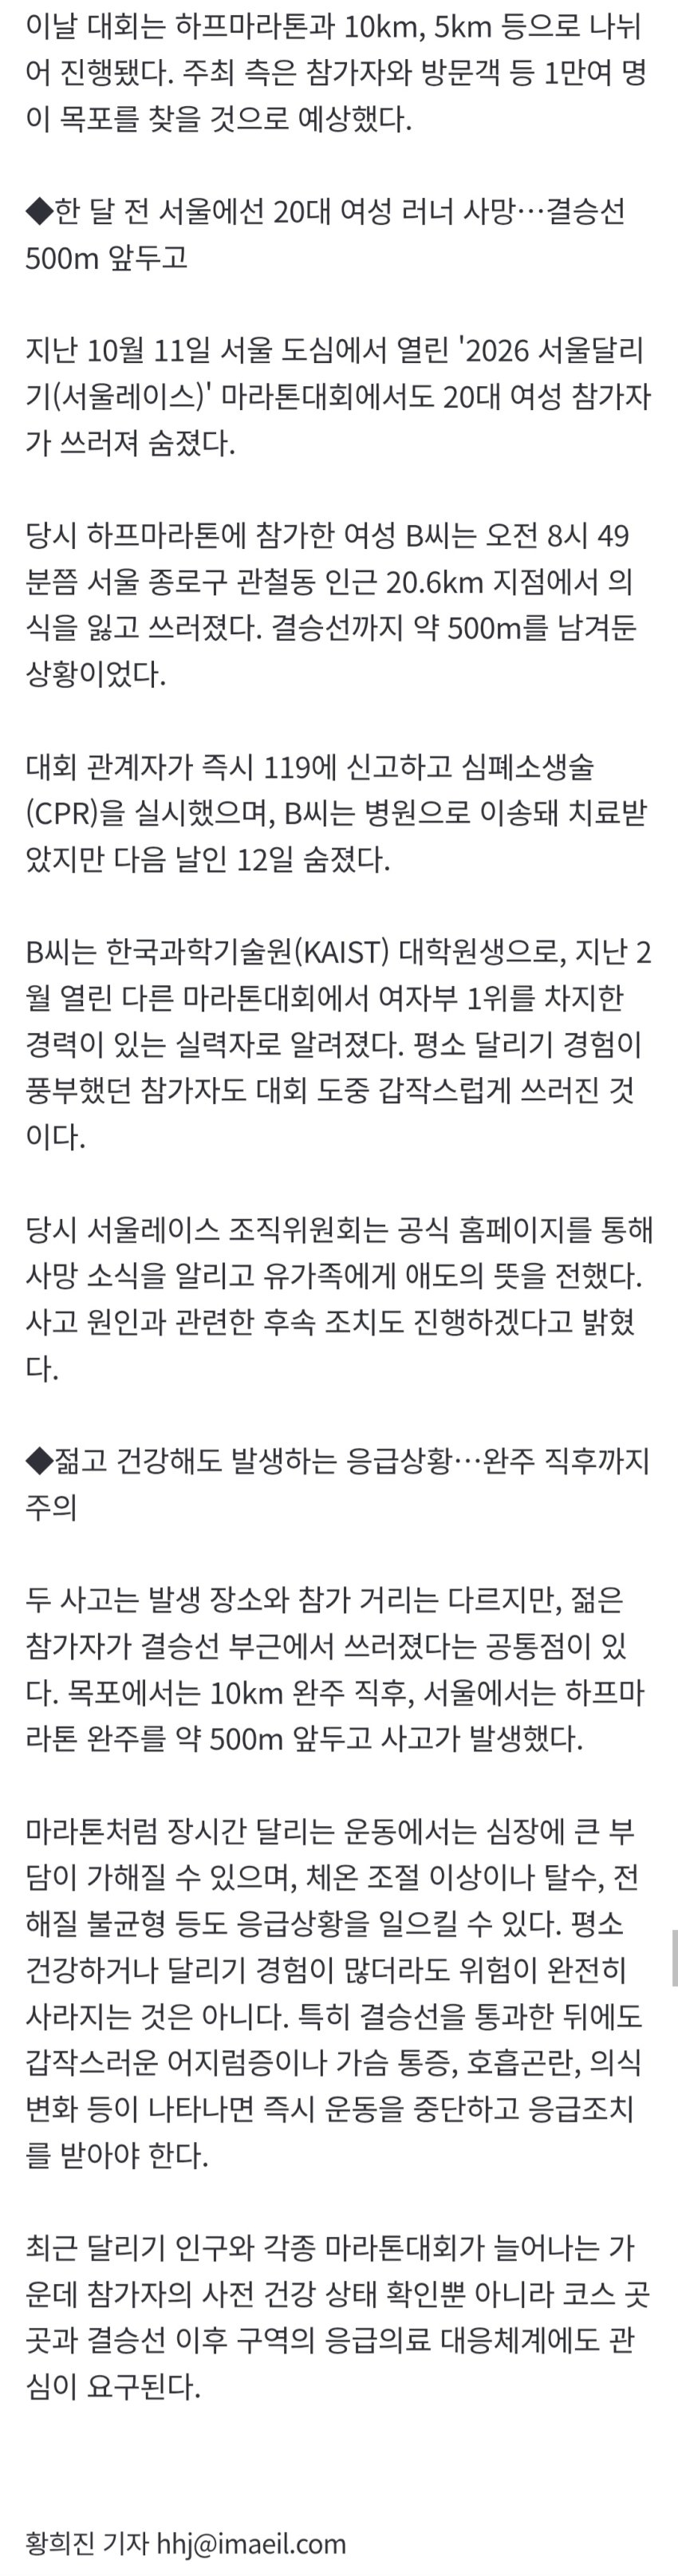 이날 대회는 하프마라톤과 10km, 5km 등으로 나뉘
어 진행됐다. 주최 측은 참가자와 방문객 등 1만여 명
이 목포를 찾을 것으로 예상했다.
◆한 달 전 서울에선 20대 여성 러너 사망…결승선
500m 앞두고
지난 10월 11일 서울 도심에서 열린 '2026 서울달리
기(서울레이스)' 마라톤대회에서도 20대 여성 참가자
가 쓰러져 숨졌다.
당시 하프마라톤에 참가한 여성 B씨는 오전 8시 49
분쯤 서울 종로구 관철동 인근 20.6km 지점에서 의
식을 잃고 쓰러졌다. 결승선까지 약 500m를 남겨둔
상황이었다.
대회 관계자가 즉시 119에 신고하고 심폐소생술
(CPR)을 실시했으며, B씨는 병원으로 이송돼 치료받
았지만 다음 날인 12일 숨졌다.
B씨는 한국과학기술원(KAIST) 대학원생으로, 지난 2
월 열린 다른 마라톤대회에서 여자부 1위를 차지한
경력이 있는 실력자로 알려졌다. 평소 달리기 경험이
풍부했던 참가자도 대회 도중 갑작스럽게 쓰러진 것
이다.
당시 서울레이스 조직위원회는 공식 홈페이지를 통해
사망 소식을 알리고 유가족에게 애도의 뜻을 전했다.
사고 원인과 관련한 후속 조치도 진행하겠다고 밝혔
다.
◆젊고 건강해도 발생하는 응급상황…완주 직후까지
주의
두 사고는 발생 장소와 참가 거리는 다르지만, 젊은
참가자가 결승선 부근에서 쓰러졌다는 공통점이 있
다. 목포에서는 10km 완주 직후, 서울에서는 하프마
라톤 완주를 약 500m 앞두고 사고가 발생했다.
마라톤처럼 장시간 달리는 운동에서는 심장에 큰 부
담이 가해질 수 있으며, 체온 조절 이상이나 탈수, 전
해질 불균형 등도 응급상황을 일으킬 수 있다. 평소
건강하거나 달리기 경험이 많더라도 위험이 완전히
사라지는 것은 아니다. 특히 결승선을 통과한 뒤에도
갑작스러운 어지럼증이나 가슴 통증, 호흡곤란, 의식
변화 등이 나타나면 즉시 운동을 중단하고 응급조치
를 받아야 한다.
최근 달리기 인구와 각종 마라톤대회가 늘어나는 가
운데 참가자의 사전 건강 상태 확인뿐 아니라 코스 곳
곳과 결승선 이후 구역의 응급의료 대응체계에도 관
심이 요구된다.
황희진 기자 hhj@imaeil.com